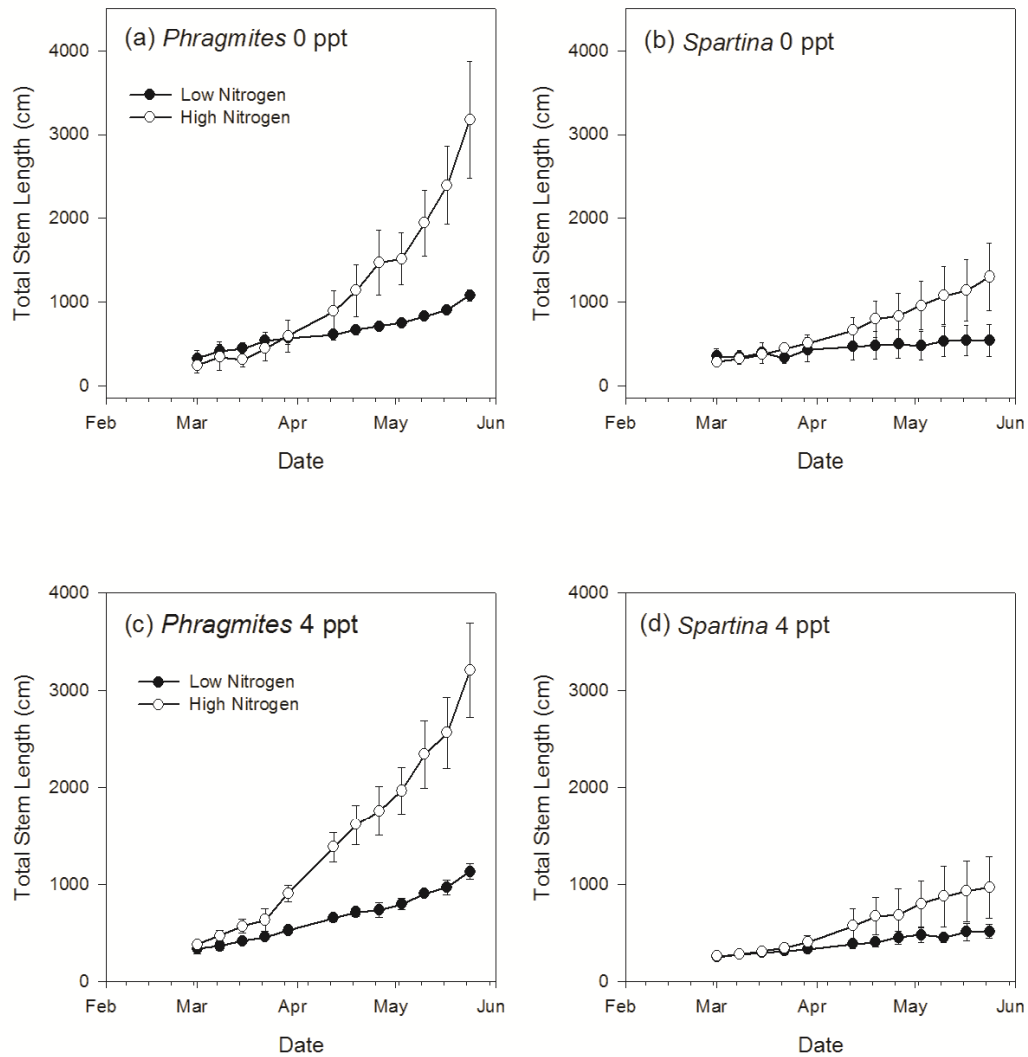 (a) Phragmites 0 ppt
Low Nitrogen
High Nitrogen
Total Stem Length (cm)
4000
3000
2000
1000
0
Feb Mar Apr May Jun
Date
(b) Spartina 0 ppt
Total Stem Length (cm)
4000
3000
2000
1000
0
Feb Mar Apr May Jun
Date
(c) Phragmites 4 ppt
Low Nitrogen
High Nitrogen
Total Stem Length (cm)
4000
3000
2000
1000
0
Feb Mar Apr May Jun
Date
(d) Spartina 4 ppt
Total Stem Length (cm)
4000
3000
2000
1000
0
Feb Mar Apr May Jun
Date